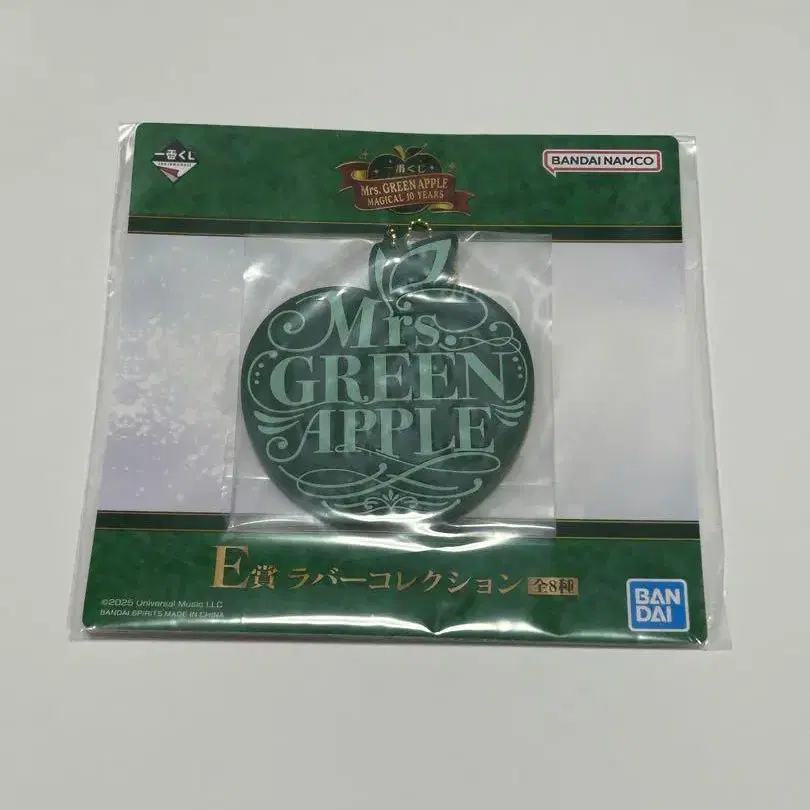 一番くじ
BANDAI NAMCO
一番くじ
Mrs. GREEN APPLE
MAGICAL 10 YEARS
Mrs.
GREEN
APPLE
E賞 ラバーコレクション 全8種
©2025 Universal Music LLC
BANDAI SPIRITS MADE IN CHINA
BAN
DAI